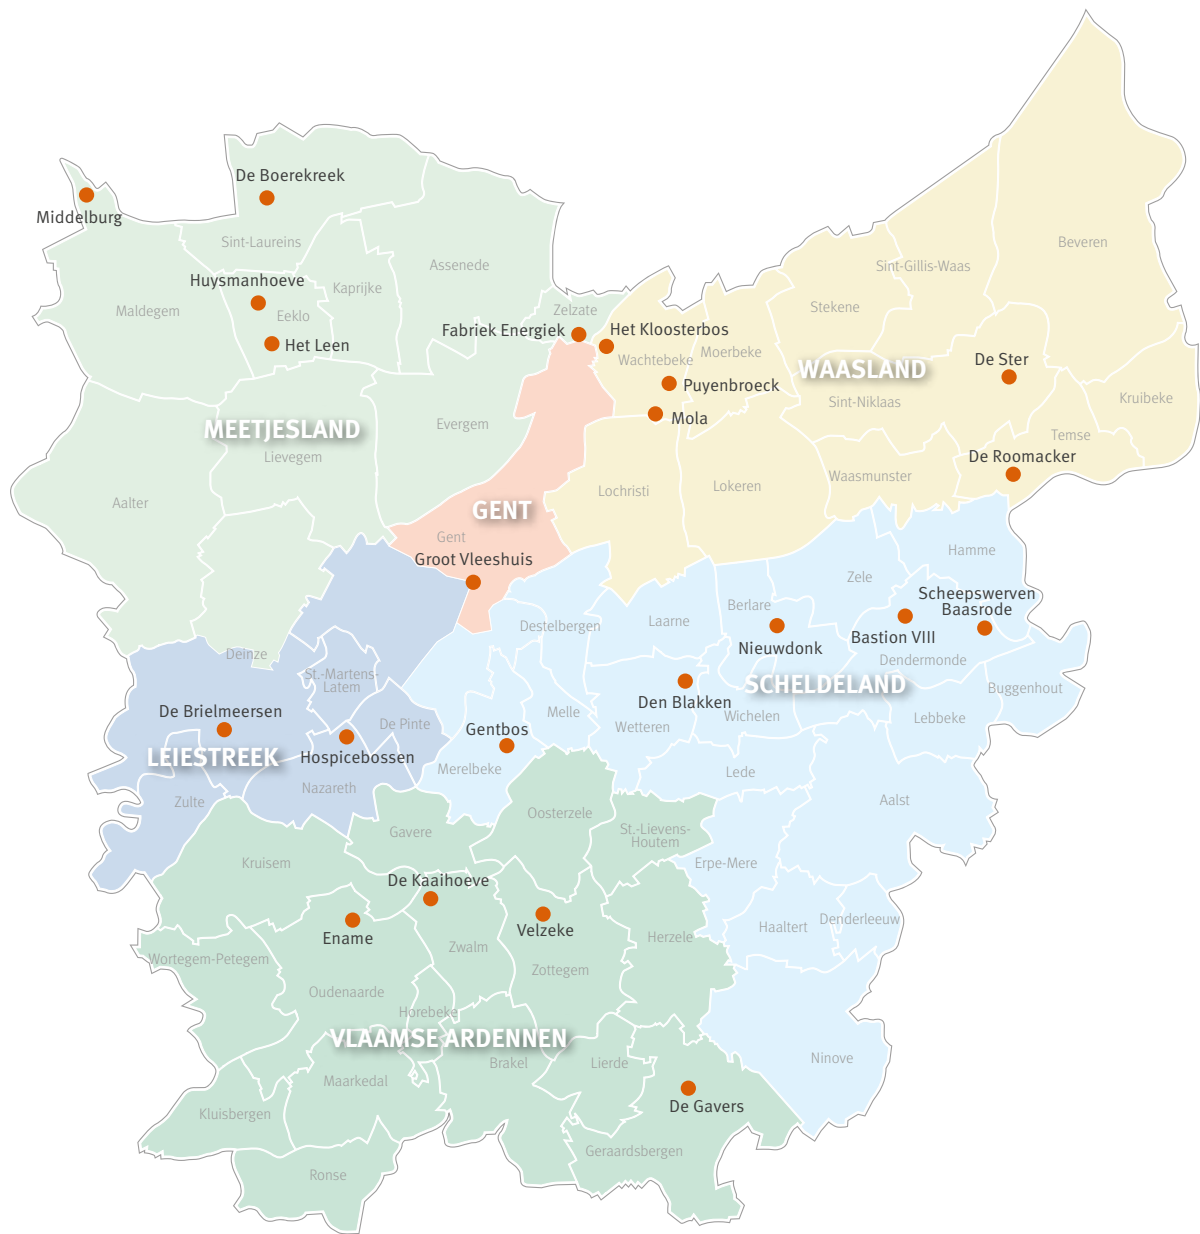 De Boerekreek
Middelburg
Sint-Laureins
Beveren
Assenede
Sint-Gillis-Waas
Huysmanhoeve
Kaprijke
Maldegem
Eeklo
Stekene
Zelzate
Fabriek Energiek
Het Kloosterbos
Het Leen
Moerbeke
Wachtebeke
De Ster
WAASLAND
Puyenbroeck
Kruibeke
Sint-Niklaas
Mola
Evergem
MEETJESLAND
Temse
Lievegem
De Roomacker
Waasmunster
Lokeren
Lochristi
Aalter
GENT
Gent
Hamme
Groot Vleeshuis
Zele
Scheepswerven
Baasrode
Berlare
Laarne
Destelbergen
Bastion VIII
Nieuwdonk
Deinze
Dendermonde
St.-Martens-
Latem
SCHELDELAND
Buggenhout
Den Blakken
De Brielmeersen
Melle
Wichelen
Lebbeke
De Pinte
Wetteren
Gentbos
LEIESTREEK
Hospicebossen
Merelbeke
Lede
Nazareth
Zulte
Aalst
Oosterzele
Gavere
St.-Lievens-
Houtem
Kruisem
Erpe-Mere
De Kaaihoeve
Denderleeuw
Haaltert
Velzeke
Ename
Herzele
Zwalm
Wortegem-Petegem
Zottegem
Oudenaarde
Horebeke
VLAAMSE ARDENNEN
Ninove
Brakel
Lierde
Maarkedal
De Gavers
Kluisbergen
Geraardsbergen
Ronse